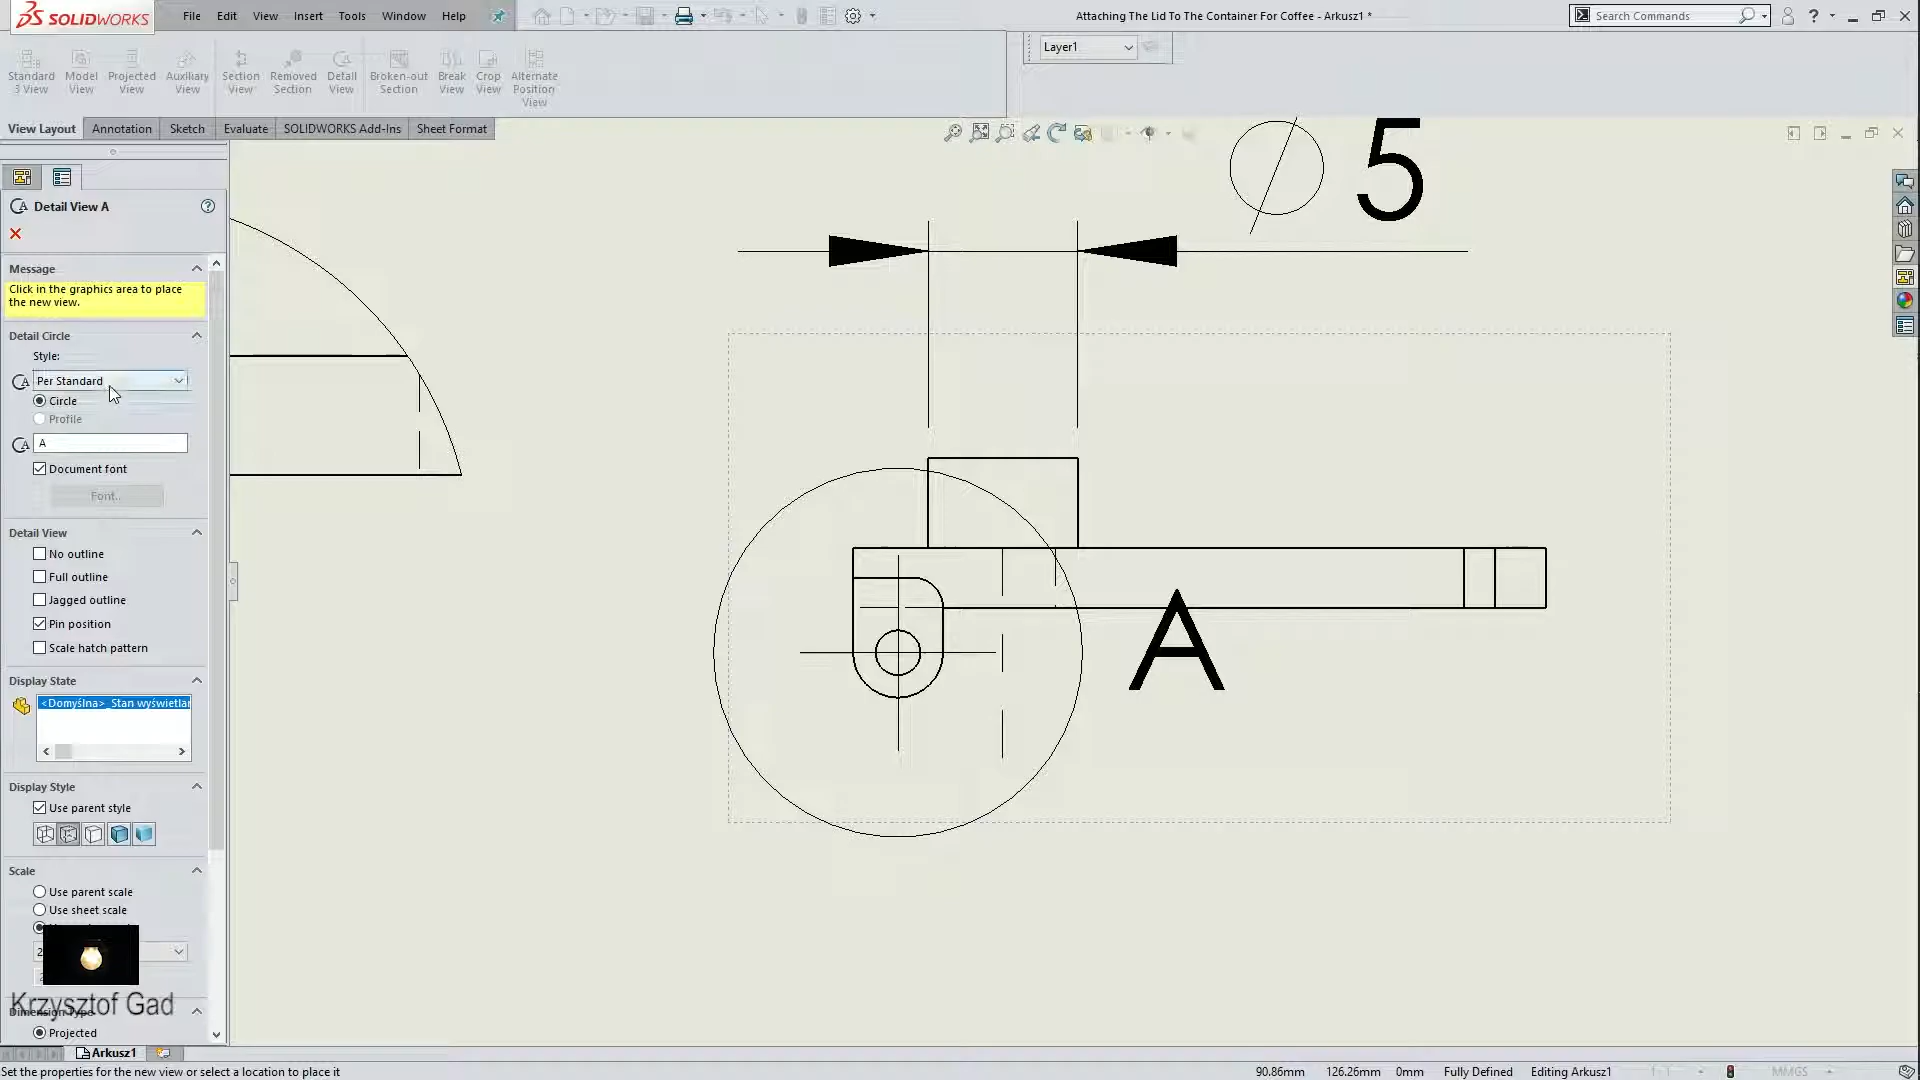 SOLIDWORKS
File Edit View Insert Tools Window Help
Attaching The Lid To The Container For Coffee - Arkusz1 *
Search Commands
Layer1
Standard 3 View
Model View
Projected View
Auxiliary View
Section View
Removed Section
Detail View
Broken-out Section
Break View
Crop View
Alternate Position View
View Layout Annotation Sketch Evaluate SOLIDWORKS Add-Ins Sheet Format
Detail View A
Message
Click in the graphics area to place
the new view.
Detail Circle
Style:
Per Standard
Circle
Profile
A
Document font
Font..
Detail View
No outline
Full outline
Jagged outline
Pin position
Scale hatch pattern
Display State
<Domyślna>_Stan wyświetlar
Display Style
Use parent style
Scale
Use parent scale
Use sheet scale
2
Krzysztof Gad
Dimension Type
Projected
∅ 5
A
Arkusz1
Set the properties for the new view or select a location to place it
90.86mm 126.26mm 0mm Fully Defined Editing Arkusz1 1 : 1 MMGS